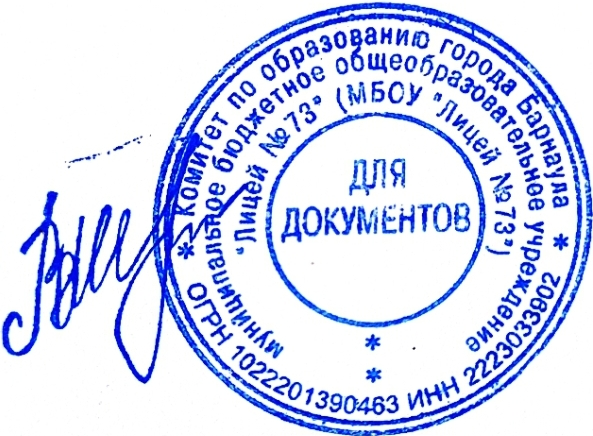 * Комитет по образованию города Барнаула *
ОГРН 1022201390463 ИНН 2223033902
муниципальное бюджетное общеобразовательное учреждение
"Лицей №73" (МБОУ "Лицей №73")
ДЛЯ
ДОКУМЕНТОВ
*
*